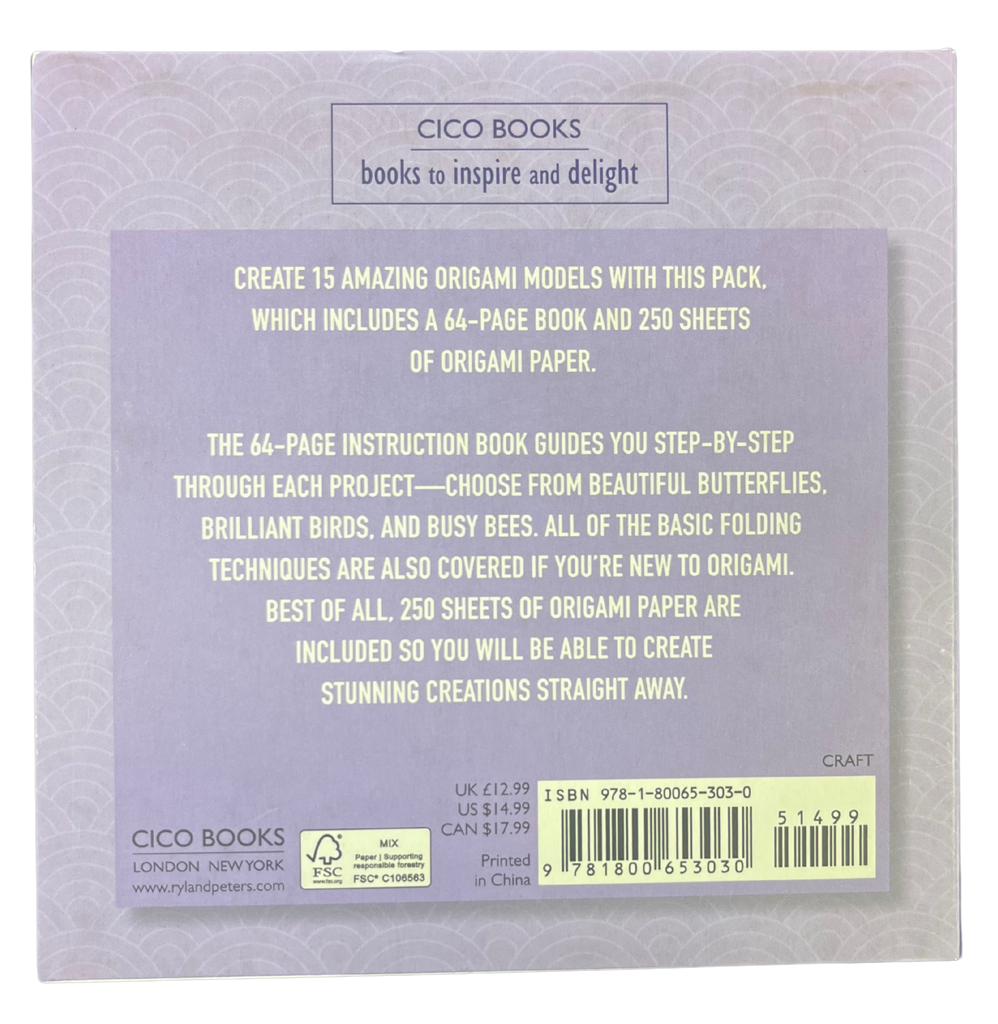 CICO BOOKS
books to inspire and delight
CREATE 15 AMAZING ORIGAMI MODELS WITH THIS PACK,
WHICH INCLUDES A 64-PAGE BOOK AND 250 SHEETS
OF ORIGAMI PAPER.
THE 64-PAGE INSTRUCTION BOOK GUIDES YOU STEP-BY-STEP
THROUGH EACH PROJECT—CHOOSE FROM BEAUTIFUL BUTTERFLIES,
BRILLIANT BIRDS, AND BUSY BEES. ALL OF THE BASIC FOLDING
TECHNIQUES ARE ALSO COVERED IF YOU'RE NEW TO ORIGAMI.
BEST OF ALL, 250 SHEETS OF ORIGAMI PAPER ARE
INCLUDED SO YOU WILL BE ABLE TO CREATE
STUNNING CREATIONS STRAIGHT AWAY.
CICO BOOKS
LONDON NEW YORK
www.rylandpeters.com
FSC
www.fsc.org
MIX
Paper | Supporting
responsible forestry
FSC® C106563
UK £12.99
US $14.99
CAN $17.99
Printed
in China
CRAFT
ISBN 978-1-80065-303-0
51499
9 781800 653030